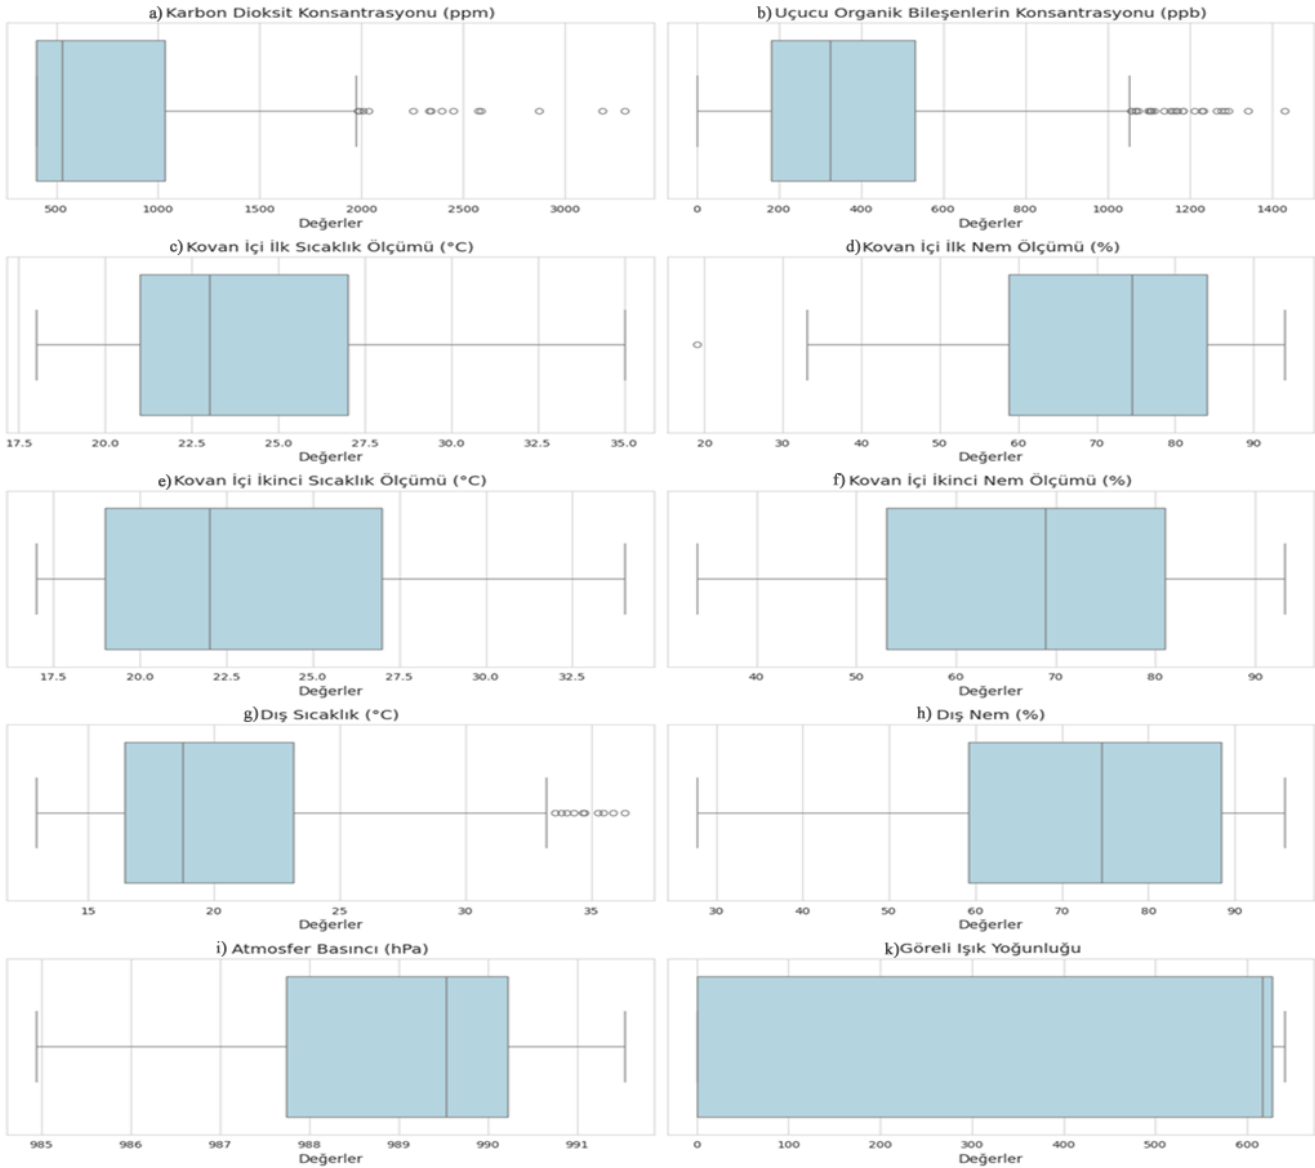 a) Karbon Dioksit Konsantrasyonu (ppm)
500 1000 1500 2000 2500 3000
Değerler
b) Uçucu Organik Bileşenlerin Konsantrasyonu (ppb)
0 200 400 600 800 1000 1200 1400
Değerler
c) Kovan İçi İlk Sıcaklık Ölçümü (°C)
17.5 20.0 22.5 25.0 27.5 30.0 32.5 35.0
Değerler
d) Kovan İçi İlk Nem Ölçümü (%)
20 30 40 50 60 70 80 90
Değerler
e) Kovan İçi İkinci Sıcaklık Ölçümü (°C)
17.5 20.0 22.5 25.0 27.5 30.0 32.5
Değerler
f) Kovan İçi İkinci Nem Ölçümü (%)
40 50 60 70 80 90
Değerler
g) Dış Sıcaklık (°C)
15 20 25 30 35
Değerler
h) Dış Nem (%)
30 40 50 60 70 80 90
Değerler
i) Atmosfer Basıncı (hPa)
985 986 987 988 989 990 991
Değerler
k) Göreli Işık Yoğunluğu
0 100 200 300 400 500 600
Değerler